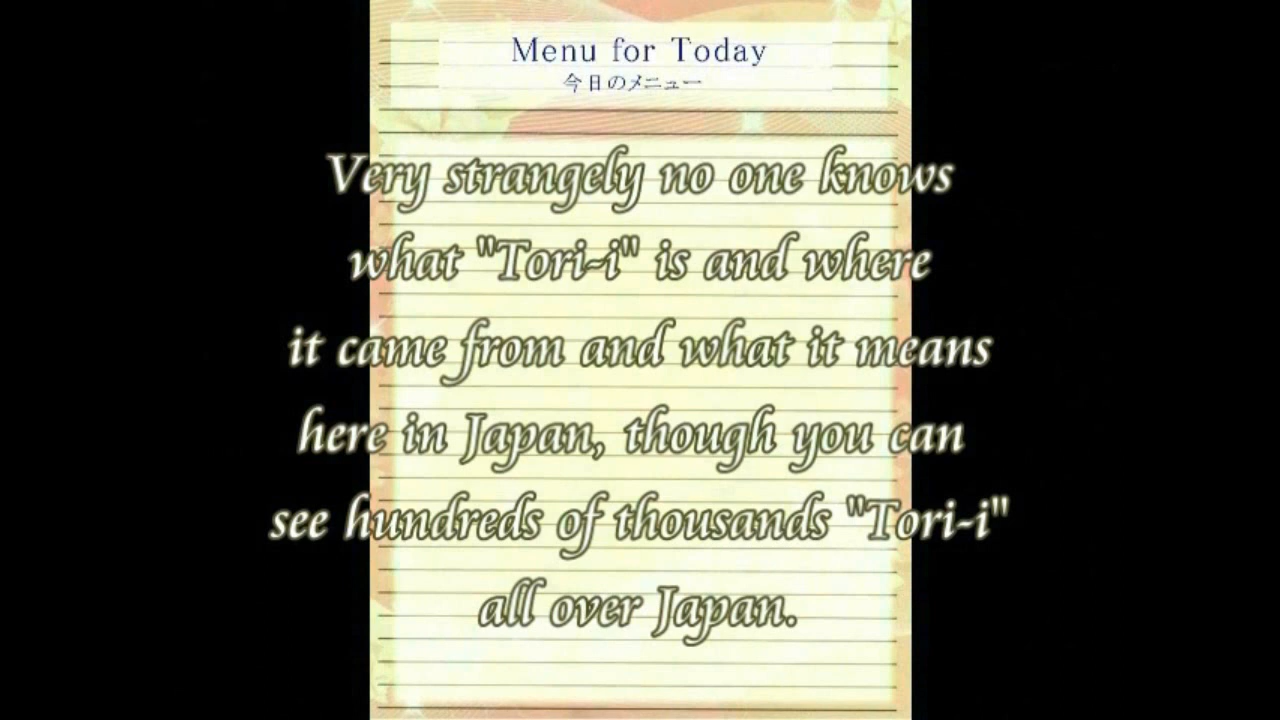 Menu for Today
今日のメニュー
Very strangely no one knows
what "Tori-i" is and where
it came from and what it means
here in Japan, though you can
see hundreds of thousands "Tori-i"
all over Japan.